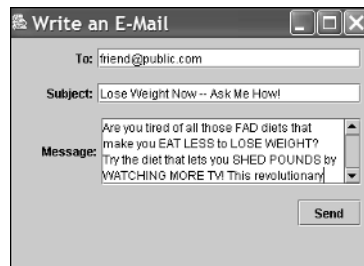 Write an E-Mail
To: friend@public.com
Subject: Lose Weight Now -- Ask Me How!
Message: Are you tired of all those FAD diets that
make you EAT LESS to LOSE WEIGHT?
Try the diet that lets you SHED POUNDS by
WATCHING MORE TV! This revolutionary
Send